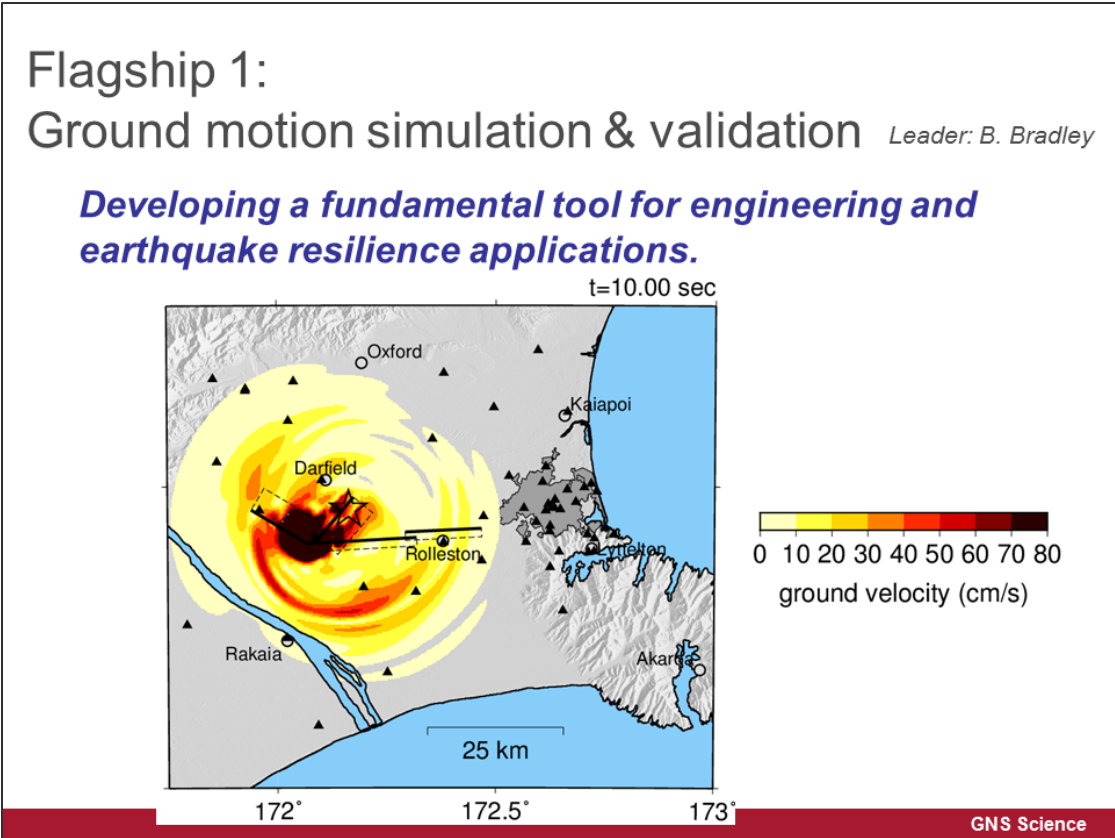 Flagship 1:
Ground motion simulation & validation Leader: B. Bradley
Developing a fundamental tool for engineering and
earthquake resilience applications.
t=10.00 sec
Oxford
Kaiapoi
Darfield
Rolleston
Lyttelton
Rakaia
Akaroa
25 km
0 10 20 30 40 50 60 70 80
ground velocity (cm/s)
172° 172.5° 173°
GNS Science